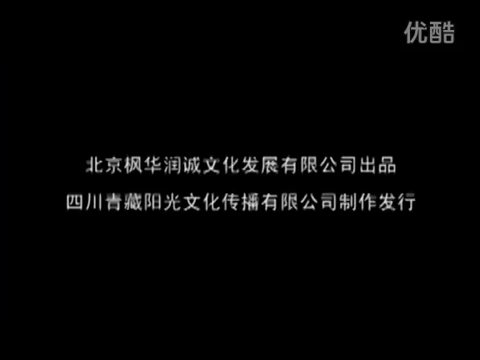 优酷
北京枫华润诚文化发展有限公司出品
四川青藏阳光文化传播有限公司制作发行